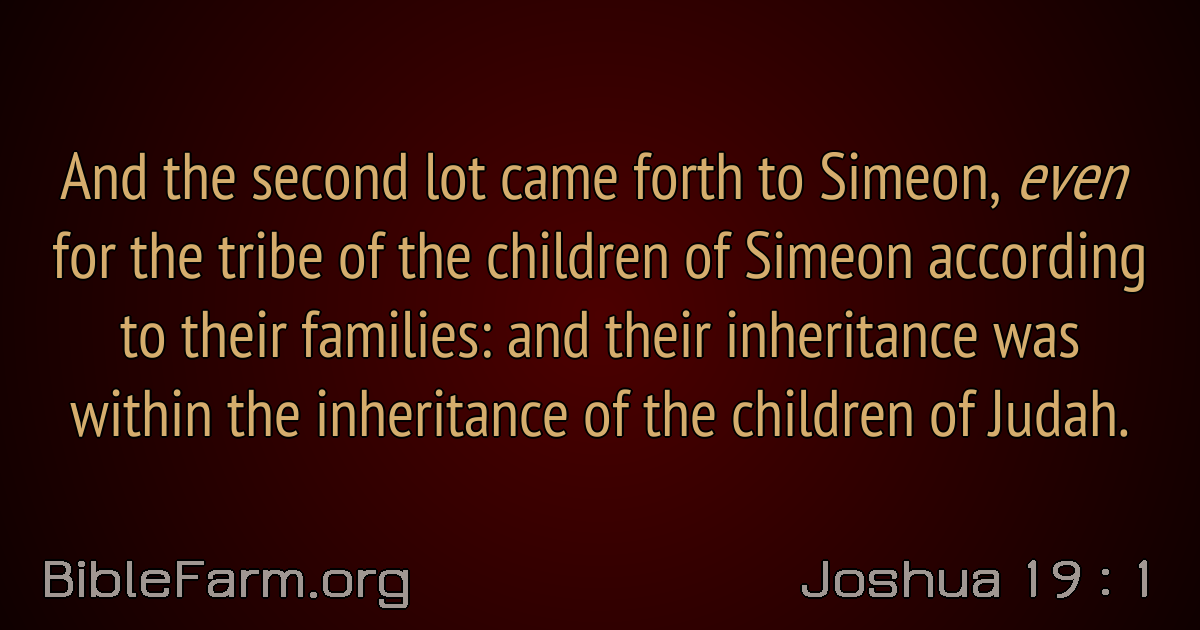 And the second lot came forth to Simeon, even
for the tribe of the children of Simeon according
to their families: and their inheritance was
within the inheritance of the children of Judah.
BibleFarm.org
Joshua 19 : 1